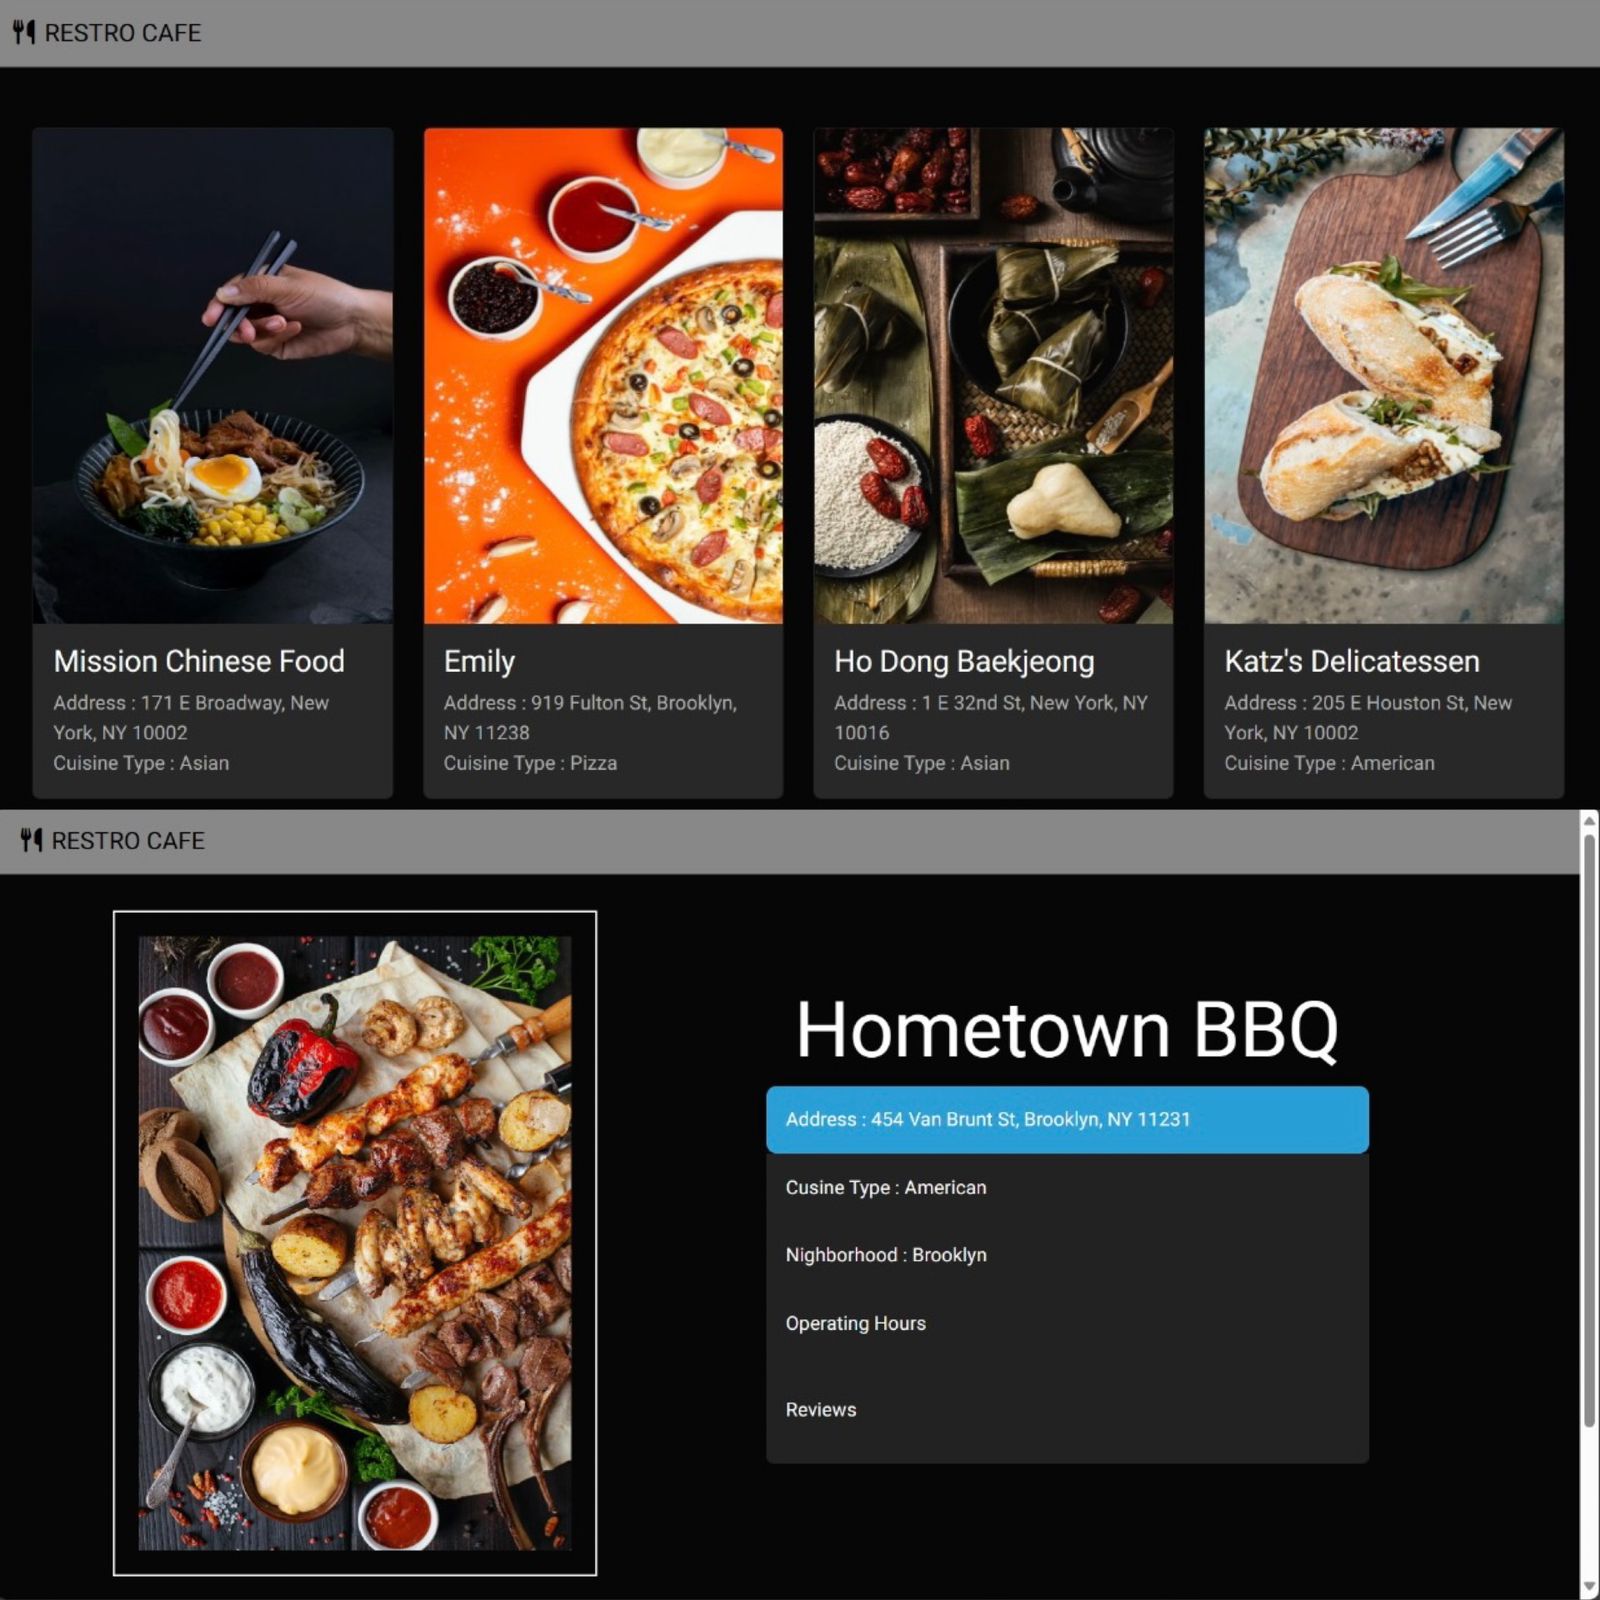 RESTRO CAFE
Mission Chinese Food
Address : 171 E Broadway, New
York, NY 10002
Cuisine Type : Asian
Emily
Address : 919 Fulton St, Brooklyn,
NY 11238
Cuisine Type : Pizza
Ho Dong Baekjeong
Address : 1 E 32nd St, New York, NY
10016
Cuisine Type : Asian
Katz's Delicatessen
Address : 205 E Houston St, New
York, NY 10002
Cuisine Type : American
RESTRO CAFE
Hometown BBQ
Address : 454 Van Brunt St, Brooklyn, NY 11231
Cusine Type : American
Nighborhood : Brooklyn
Operating Hours
Reviews